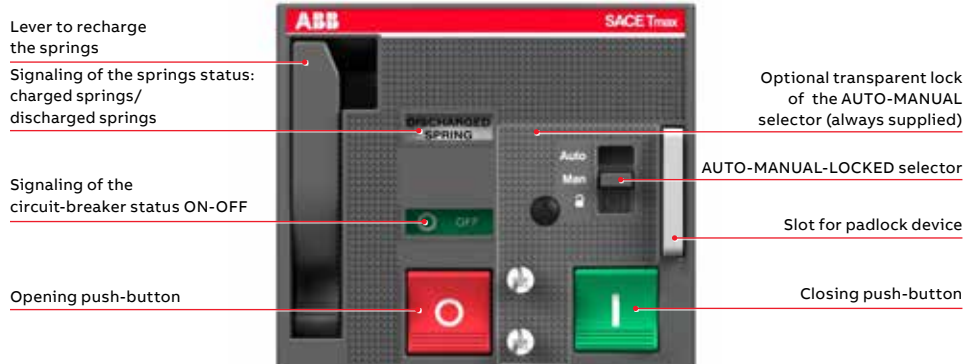 Lever to recharge
the springs
Signaling of the springs status:
charged springs/
discharged springs
Signaling of the
circuit-breaker status ON-OFF
Opening push-button
ABB
SACE Tmax
DISCHARGED
SPRING
Auto
Man
O OFF
O
I
Optional transparent lock
of the AUTO-MANUAL
selector (always supplied)
AUTO-MANUAL-LOCKED selector
Slot for padlock device
Closing push-button